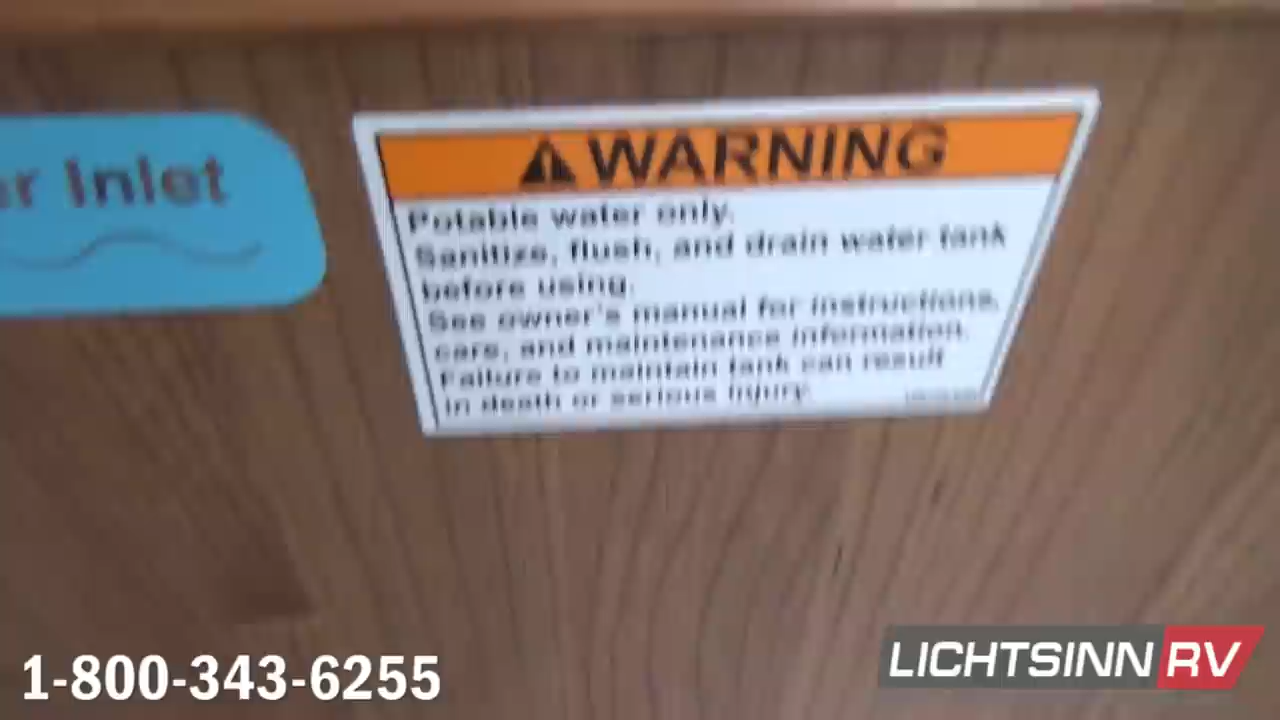 er Inlet
WARNING
Potable water only.
Sanitize, flush, and drain water tank
before using.
See owner's manual for instructions,
care, and maintenance information.
Failure to maintain tank can result
in death or serious injury.
1-800-343-6255
LICHTSINN RV